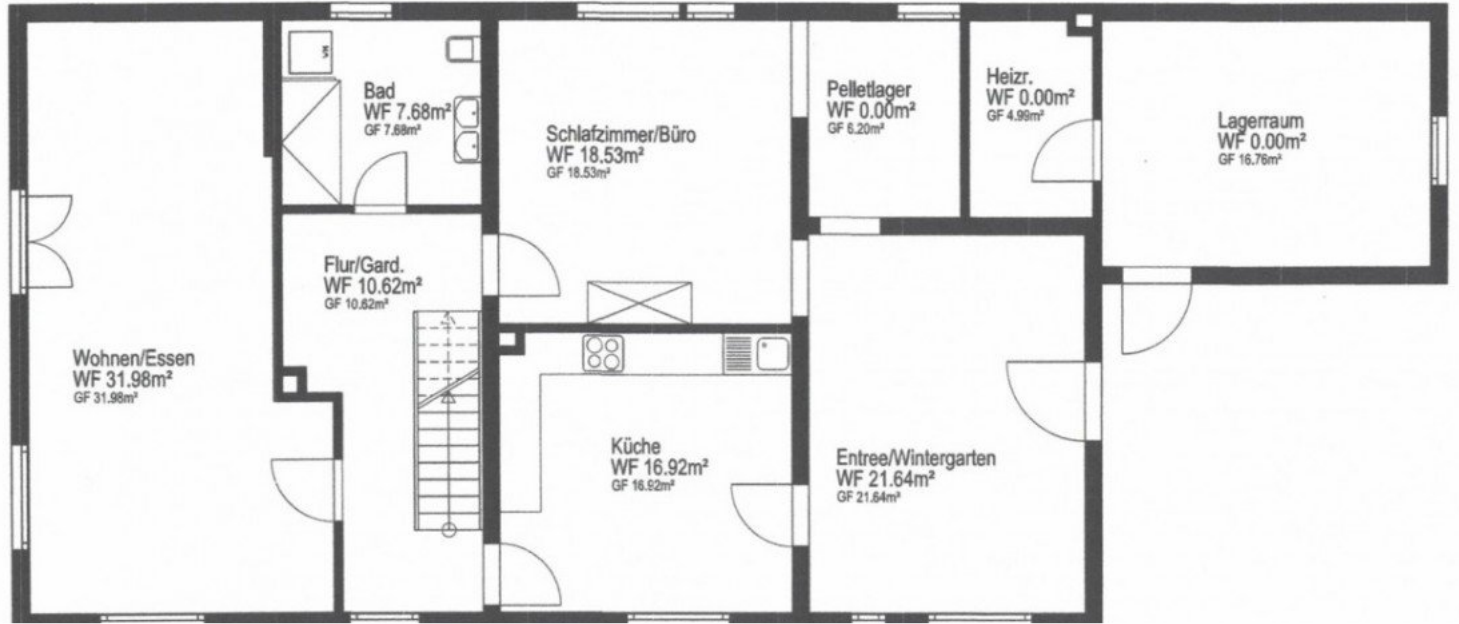 Bad
WF 7.68m²
GF 7.68m²
WM
Schlafzimmer/Büro
WF 18.53m²
GF 18.53m²
Pelletlager
WF 0.00m²
GF 6.20m²
Heizr.
WF 0.00m²
GF 4.99m²
Lagerraum
WF 0.00m²
GF 16.76m²
Flur/Gard.
WF 10.62m²
GF 10.62m²
Wohnen/Essen
WF 31.98m²
GF 31.98m²
Küche
WF 16.92m²
GF 16.92m²
Entree/Wintergarten
WF 21.64m²
GF 21.64m²